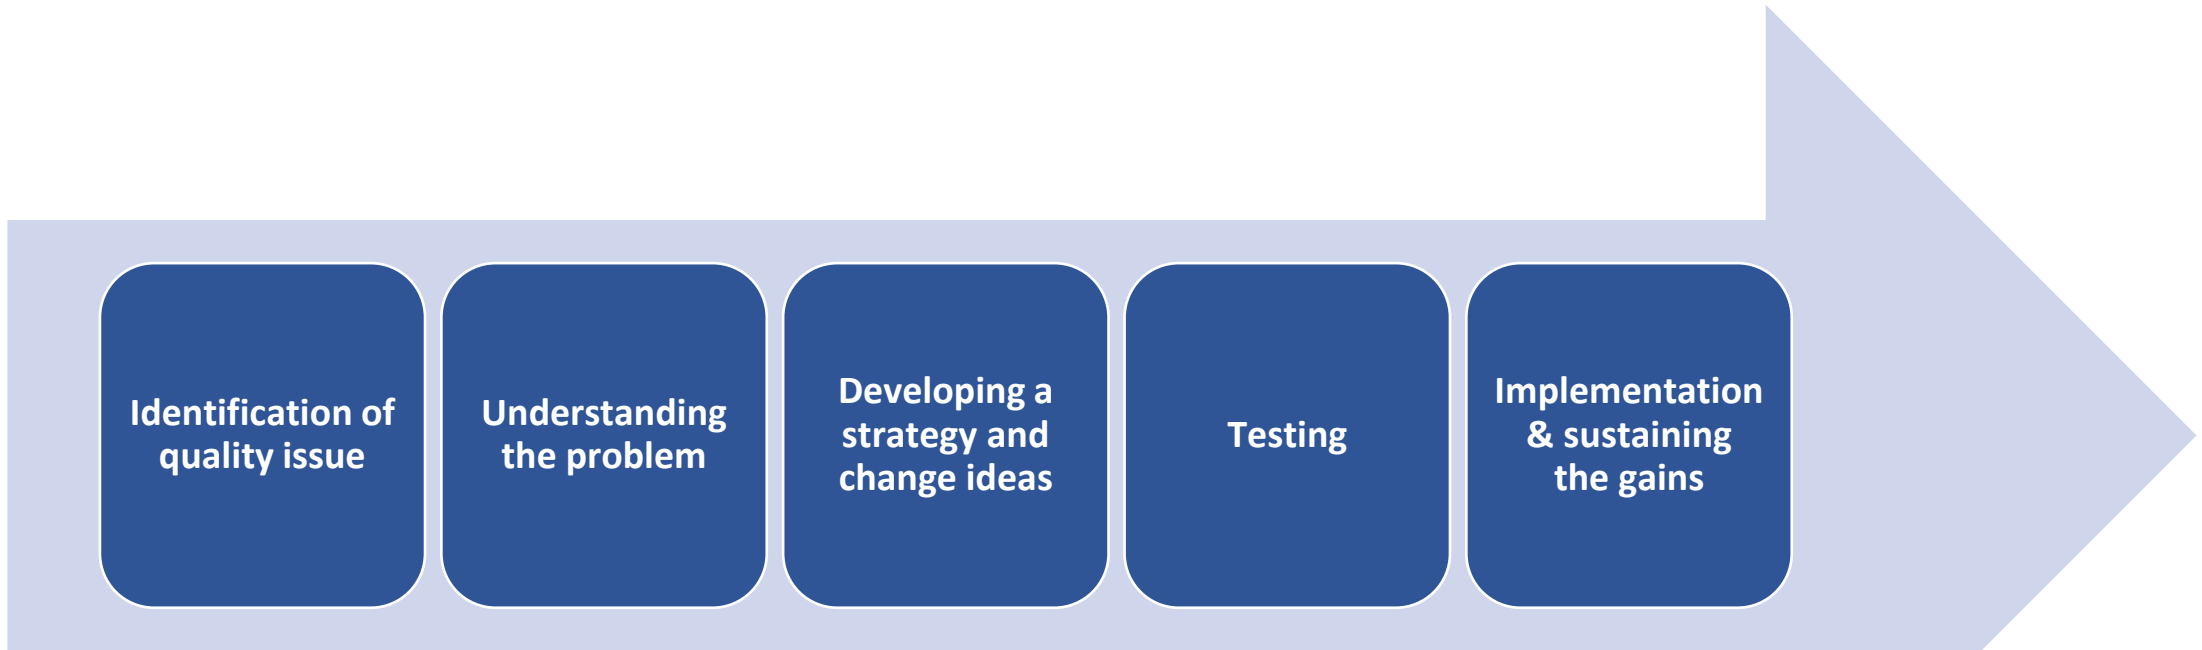 Identification of
quality issue
Understanding
the problem
Developing a
strategy and
change ideas
Testing
Implementation
& sustaining
the gains